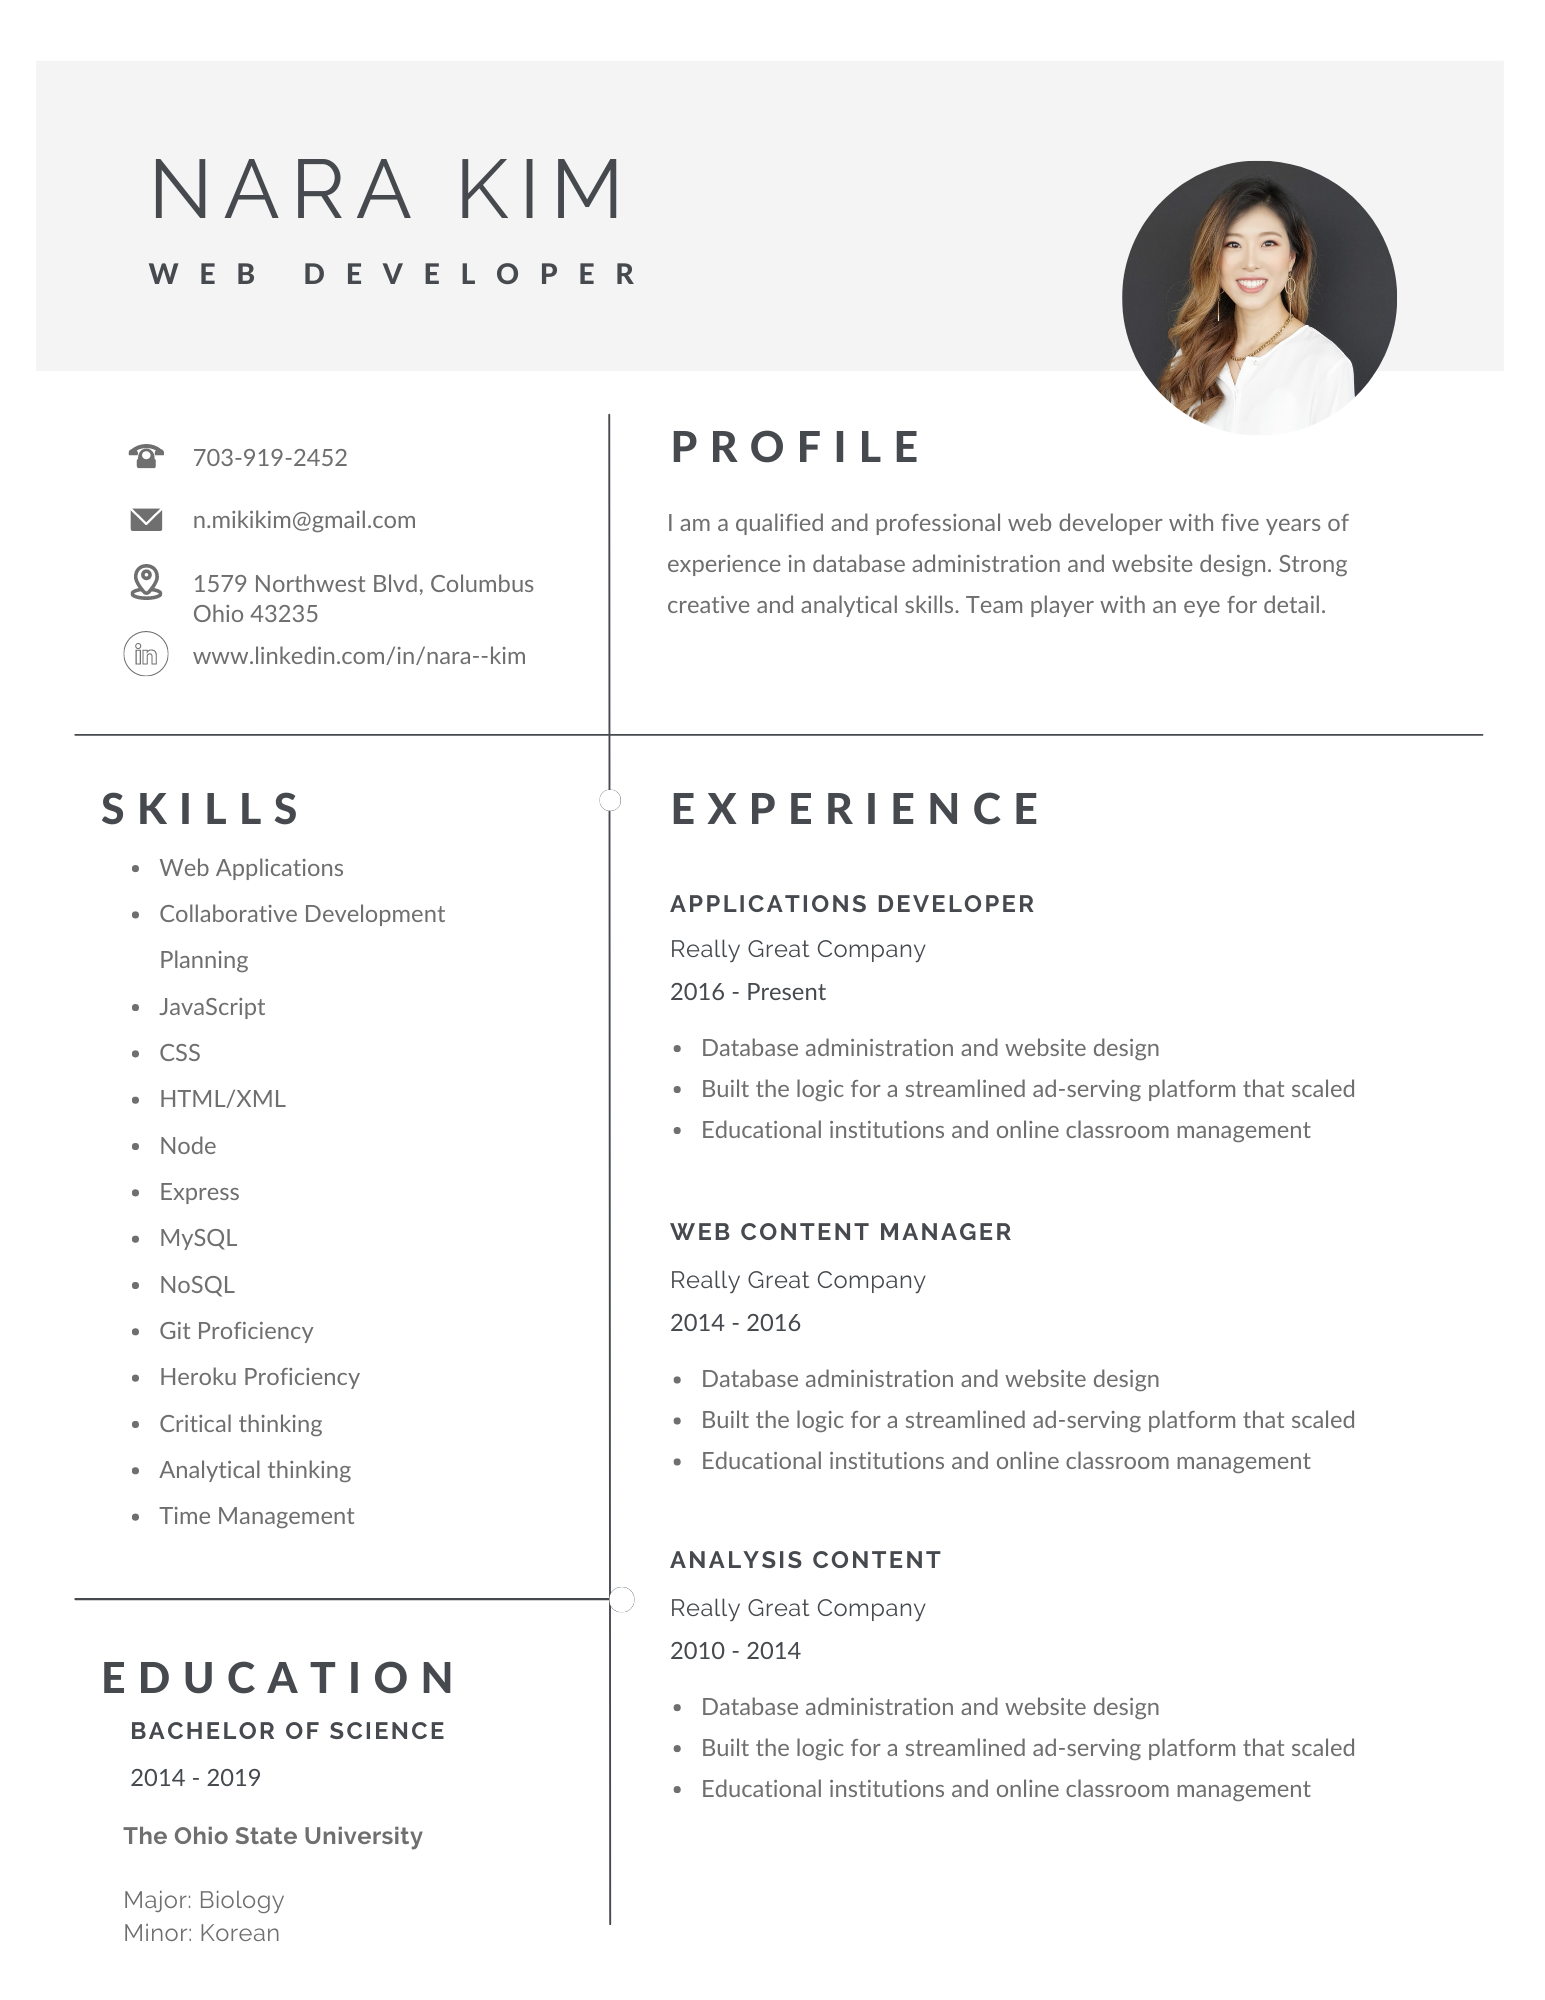 NARA KIM
WEB DEVELOPER
703-919-2452
n.mikikim@gmail.com
1579 Northwest Blvd, Columbus
Ohio 43235
www.linkedin.com/in/nara--kim
PROFILE
I am a qualified and professional web developer with five years of
experience in database administration and website design. Strong
creative and analytical skills. Team player with an eye for detail.
SKILLS
• Web Applications
• Collaborative Development
Planning
• JavaScript
• CSS
• HTML/XML
• Node
• Express
• MySQL
• NoSQL
• Git Proficiency
• Heroku Proficiency
• Critical thinking
• Analytical thinking
• Time Management
EDUCATION
BACHELOR OF SCIENCE
2014 - 2019
The Ohio State University
Major: Biology
Minor: Korean
EXPERIENCE
APPLICATIONS DEVELOPER
Really Great Company
2016 - Present
• Database administration and website design
• Built the logic for a streamlined ad-serving platform that scaled
• Educational institutions and online classroom management
WEB CONTENT MANAGER
Really Great Company
2014 - 2016
• Database administration and website design
• Built the logic for a streamlined ad-serving platform that scaled
• Educational institutions and online classroom management
ANALYSIS CONTENT
Really Great Company
2010 - 2014
• Database administration and website design
• Built the logic for a streamlined ad-serving platform that scaled
• Educational institutions and online classroom management